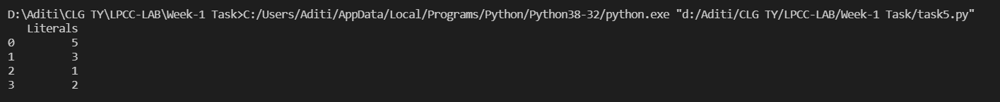 D:\Aditi\CLG TY\LPCC-LAB\Week-1 Task>C:/Users/Aditi/AppData/Local/Programs/Python/Python38-32/python.exe "d:/Aditi/CLG TY/LPCC-LAB/Week-1 Task/task5.py"
   Literals
0         5
1         3
2         1
3         2